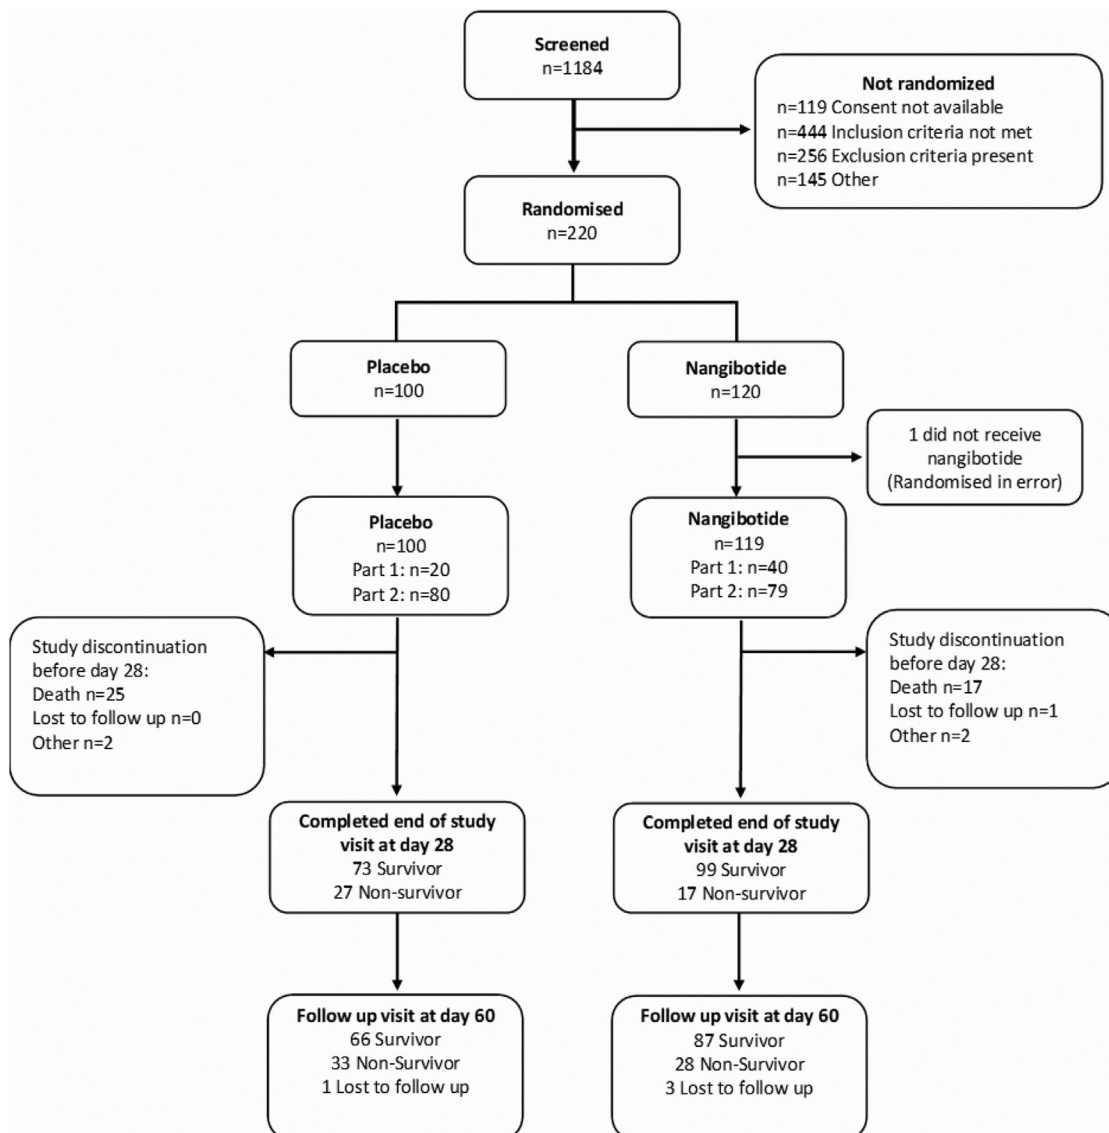 Screened
n=1184
Not randomized
n=119 Consent not available
n=444 Inclusion criteria not met
n=256 Exclusion criteria present
n=145 Other
Randomised
n=220
Placebo
n=100
Nangibotide
n=120
1 did not receive
nangibotide
(Randomised in error)
Placebo
n=100
Part 1: n=20
Part 2: n=80
Nangibotide
n=119
Part 1: n=40
Part 2: n=79
Study discontinuation
before day 28:
Death n=25
Lost to follow up n=0
Other n=2
Study discontinuation
before day 28:
Death n=17
Lost to follow up n=1
Other n=2
Completed end of study
visit at day 28
73 Survivor
27 Non-survivor
Completed end of study
visit at day 28
99 Survivor
17 Non-survivor
Follow up visit at day 60
66 Survivor
33 Non-Survivor
1 Lost to follow up
Follow up visit at day 60
87 Survivor
28 Non-Survivor
3 Lost to follow up